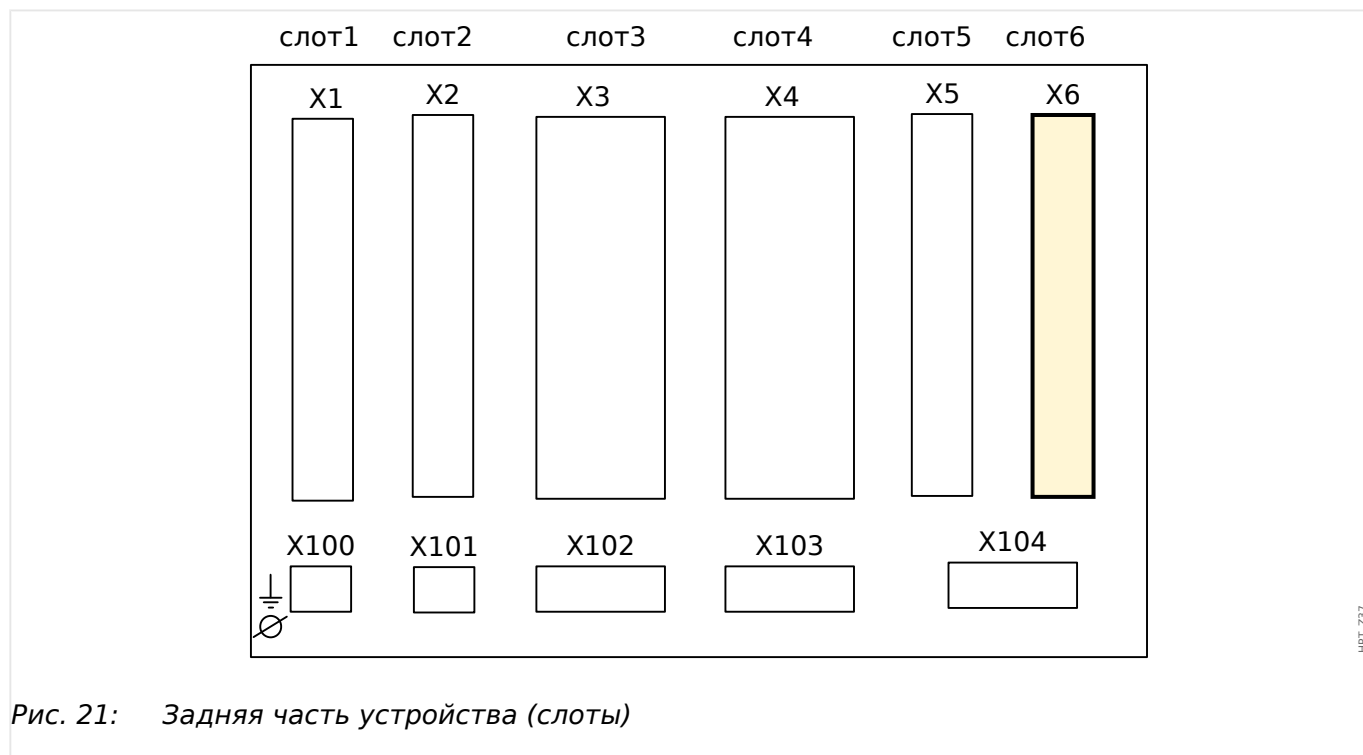 слот1 слот2 слот3 слот4 слот5 слот6
X1 X2 X3 X4 X5 X6
X100 X101 X102 X103 X104
Рис. 21: Задняя часть устройства (слоты)